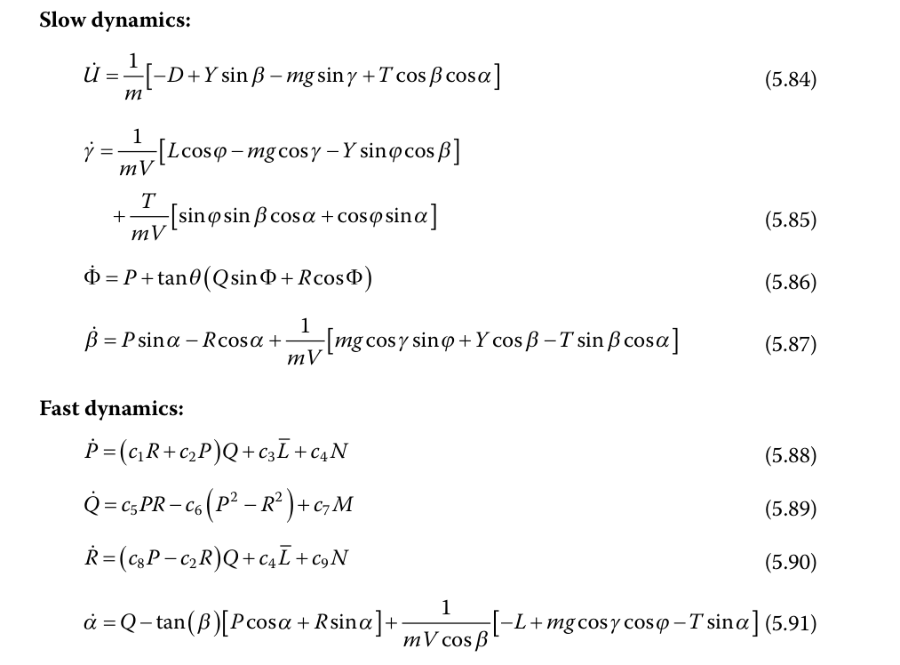 Slow dynamics:
U̇ = 1/m [−D + Y sin β − mg sin γ + T cos β cos α] (5.84)
γ̇ = 1/mV [L cos φ − mg cos γ − Y sin φ cos β]
+ T/mV [sin φ sin β cos α + cos φ sin α] (5.85)
Φ̇ = P + tan θ (Q sin Φ + R cos Φ) (5.86)
β̇ = P sin α − R cos α + 1/mV [mg cos γ sin φ + Y cos β − T sin β cos α] (5.87)
Fast dynamics:
Ṗ = (c₁R + c₂P)Q + c₃L̅ + c₄N (5.88)
Q̇ = c₅PR − c₆(P² − R²) + c₇M (5.89)
Ṙ = (c₈P − c₂R)Q + c₄L̅ + c₉N (5.90)
α̇ = Q − tan(β)[P cos α + R sin α] + 1/mV cos β [−L + mg cos γ cos φ − T sin α] (5.91)